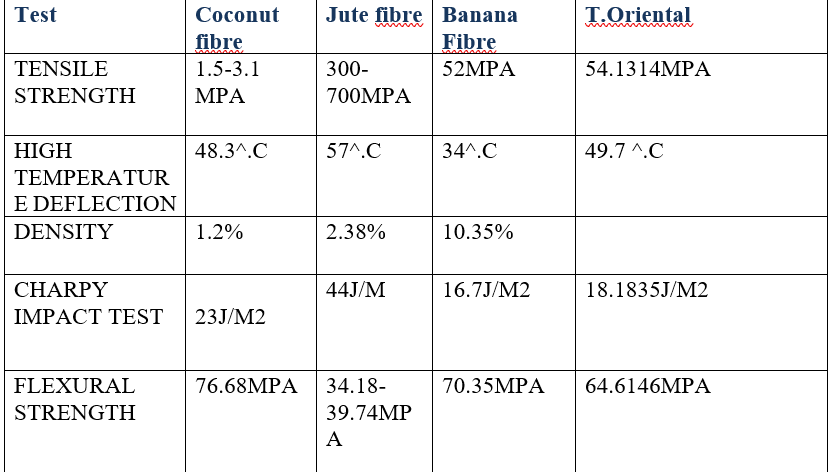 Test
Coconut
fibre
Jute fibre
Banana
Fibre
T.Oriental
TENSILE
STRENGTH
1.5-3.1
MPA
300-
700MPA
52MPA
54.1314MPA
HIGH
TEMPERATUR
E DEFLECTION
48.3^.C
57^.C
34^.C
49.7 ^.C
DENSITY
1.2%
2.38%
10.35%
CHARPY
IMPACT TEST
23J/M2
44J/M
16.7J/M2
18.1835J/M2
FLEXURAL
STRENGTH
76.68MPA
34.18-
39.74MP
A
70.35MPA
64.6146MPA